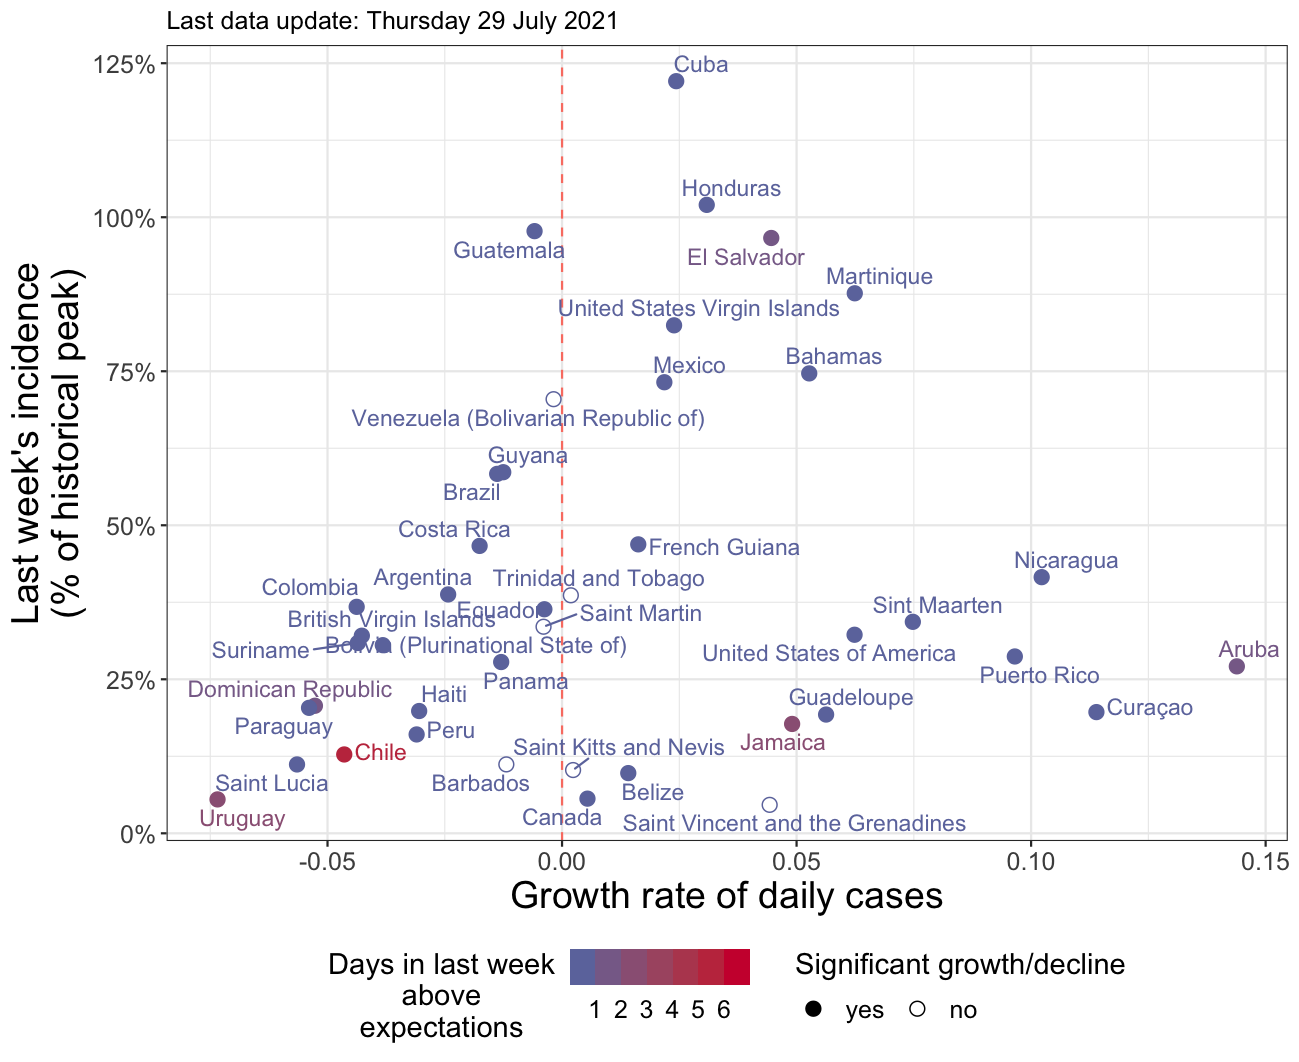 Last data update: Thursday 29 July 2021
Last week's incidence
(% of historical peak)
125%
100%
75%
50%
25%
0%
Cuba
Honduras
Guatemala
El Salvador
Martinique
United States Virgin Islands
Bahamas
Mexico
Venezuela (Bolivarian Republic of)
Guyana
Brazil
Costa Rica
French Guiana
Nicaragua
Argentina
Trinidad and Tobago
Colombia
Ecuador
Sint Maarten
Saint Martin
British Virgin Islands
Bolivia (Plurinational State of)
Suriname
United States of America
Aruba
Puerto Rico
Panama
Dominican Republic
Haiti
Guadeloupe
Curaçao
Paraguay
Peru
Jamaica
Chile
Saint Kitts and Nevis
Saint Lucia
Barbados
Belize
Uruguay
Canada
Saint Vincent and the Grenadines
-0.05
0.00
0.05
0.10
0.15
Growth rate of daily cases
Days in last week
above
expectations
1 2 3 4 5 6
Significant growth/decline
yes
no